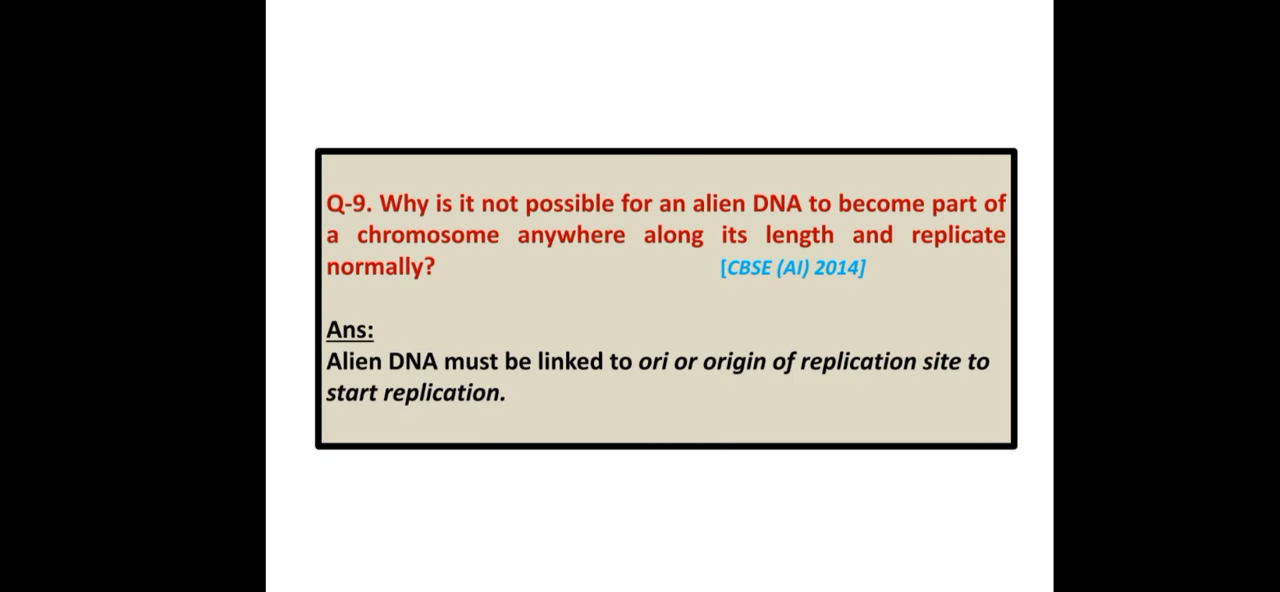 Q-9. Why is it not possible for an alien DNA to become part of
a chromosome anywhere along its length and replicate
normally? [CBSE (AI) 2014]
Ans:
Alien DNA must be linked to ori or origin of replication site to
start replication.